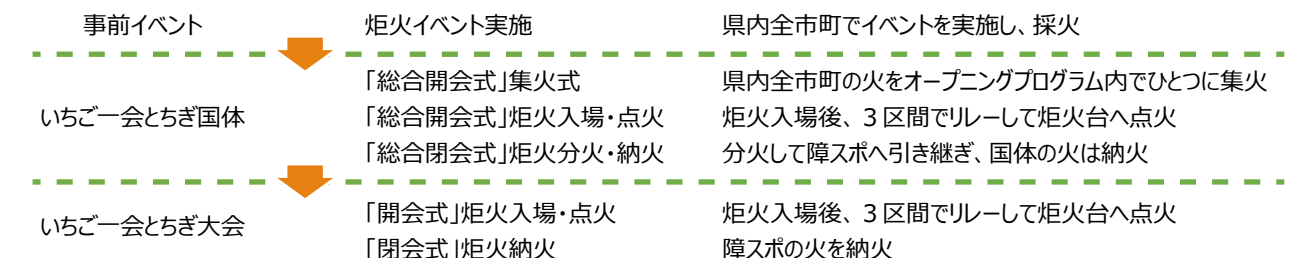 事前イベント 炬火イベント実施 県内全市町でイベントを実施し、採火
「総合開会式」集火式 県内全市町の火をオープニングプログラム内でひとつに集火
いちご一会とちぎ国体 「総合開会式」炬火入場・点火 炬火入場後、3区間でリレーして炬火台へ点火
「総合閉会式」炬火分火・納火 分火して障スポへ引き継ぎ、国体の火は納火
「開会式」炬火入場・点火 炬火入場後、3区間でリレーして炬火台へ点火
いちご一会とちぎ大会
「閉会式」炬火納火 障スポの火を納火